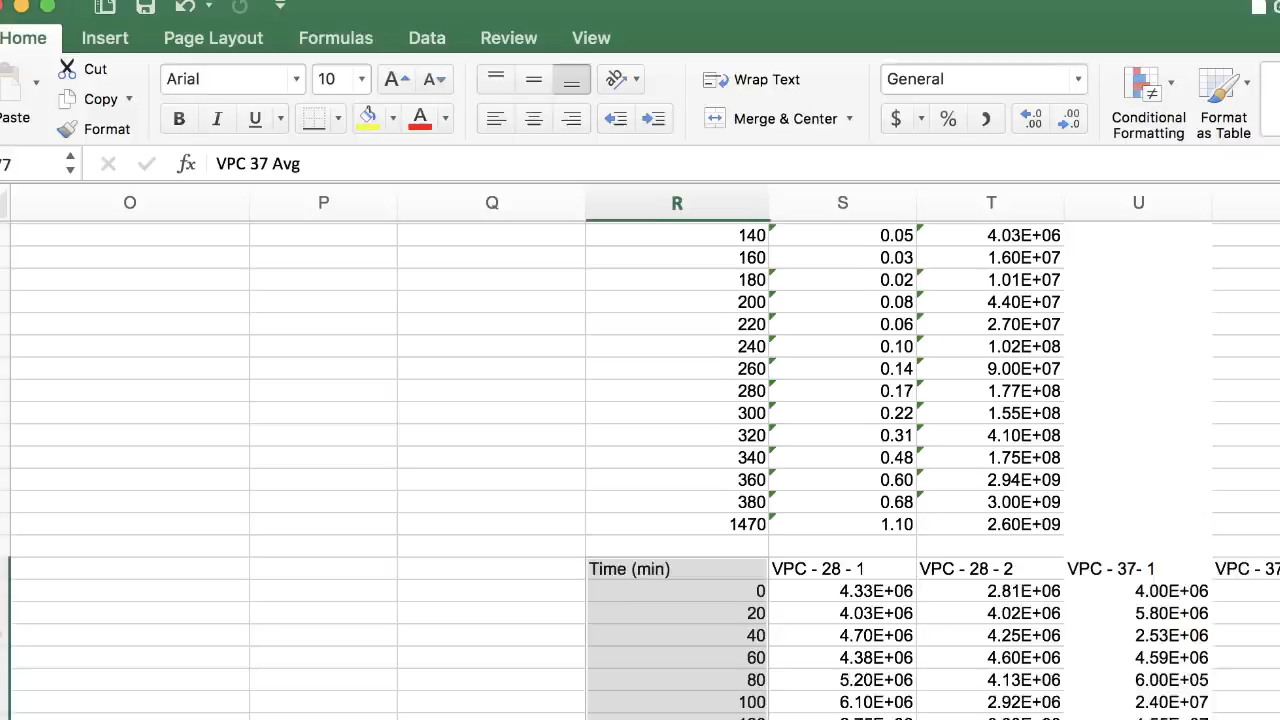 Home Insert Page Layout Formulas Data Review View
Cut Arial 10 A A Wrap Text General
Copy
Paste B I U A Merge & Center $ % .00 .00 Conditional Formatting Format as Table
Format
fx VPC 37 Avg
O P Q R S T U
140 0.05 4.03E+06
160 0.03 1.60E+07
180 0.02 1.01E+07
200 0.08 4.40E+07
220 0.06 2.70E+07
240 0.10 1.02E+08
260 0.14 9.00E+07
280 0.17 1.77E+08
300 0.22 1.55E+08
320 0.31 4.10E+08
340 0.48 1.75E+08
360 0.60 2.94E+09
380 0.68 3.00E+09
1470 1.10 2.60E+09
Time (min) VPC - 28 - 1 VPC - 28 - 2 VPC - 37- 1 VPC - 37
0 4.33E+06 2.81E+06 4.00E+06
20 4.03E+06 4.02E+06 5.80E+06
40 4.70E+06 4.25E+06 2.53E+06
60 4.38E+06 4.60E+06 4.59E+06
80 5.20E+06 4.13E+06 6.00E+05
100 6.10E+06 2.92E+06 2.40E+07